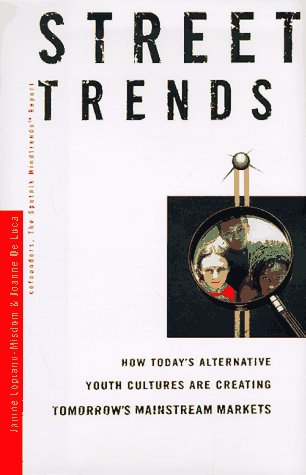 STREET
TRENDS
cofounders, The Sputnik Mindtrends™ Report
Janine Lopiano-Misdom & Joanne De Luca
HOW TODAY'S ALTERNATIVE
YOUTH CULTURES ARE CREATING
TOMORROW'S MAINSTREAM MARKETS